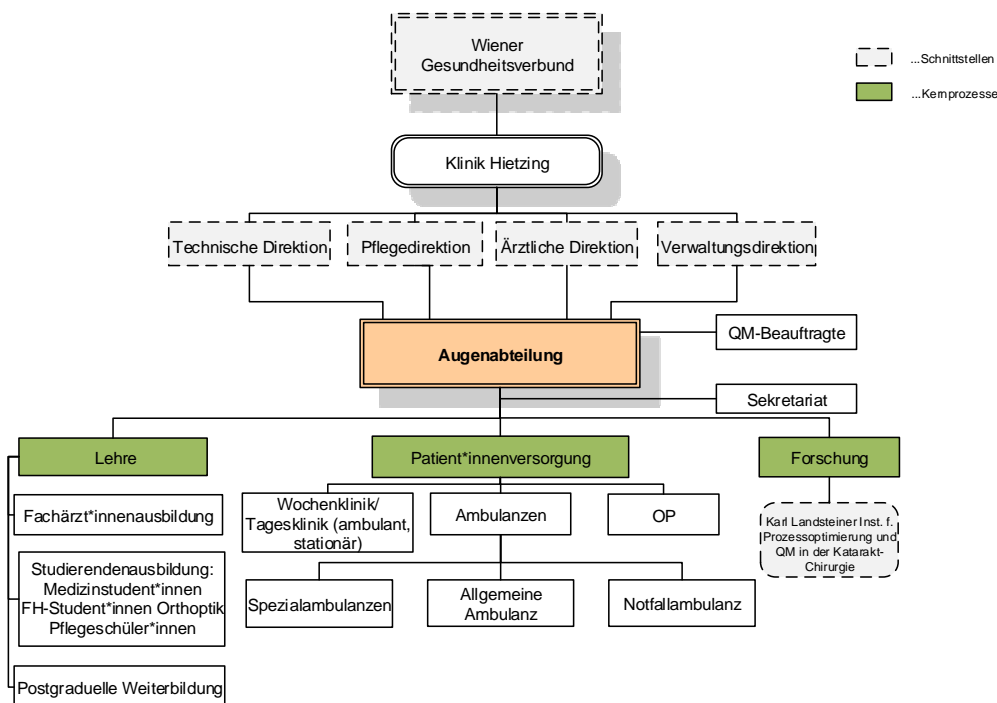 Wiener
Gesundheitsverbund
...Schnittstellen
...Kernprozesse
Klinik Hietzing
Technische Direktion
Pflegedirektion
Ärztliche Direktion
Verwaltungsdirektion
Augenabteilung
QM-Beauftragte
Sekretariat
Lehre
Patient*innenversorgung
Forschung
Fachärzt*innenausbildung
Studierendenausbildung:
Medizinstudent*innen
FH-Student*innen Orthoptik
Pflegeschüler*innen
Postgraduelle Weiterbildung
Wochenklinik/
Tagesklinik (ambulant,
stationär)
Ambulanzen
OP
Spezialambulanzen
Allgemeine
Ambulanz
Notfallambulanz
Karl Landsteiner Inst. f.
Prozessoptimierung und
QM in der Katarakt-
Chirurgie